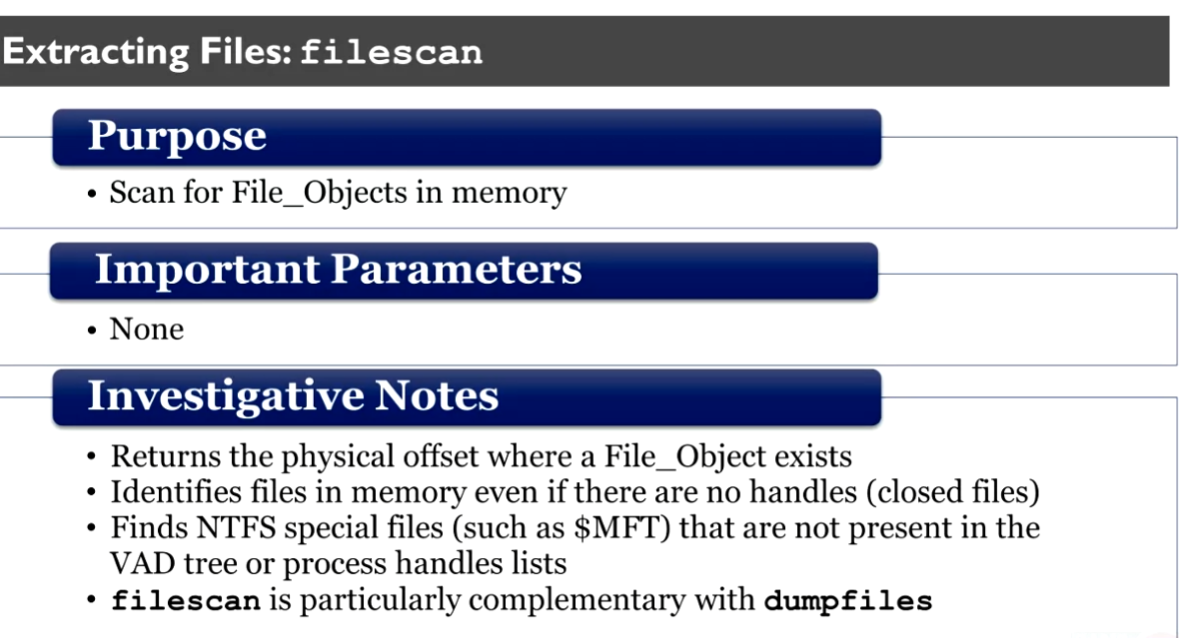 Extracting Files: filescan
Purpose
• Scan for File_Objects in memory
Important Parameters
• None
Investigative Notes
• Returns the physical offset where a File_Object exists
• Identifies files in memory even if there are no handles (closed files)
• Finds NTFS special files (such as $MFT) that are not present in the
VAD tree or process handles lists
• filescan is particularly complementary with dumpfiles